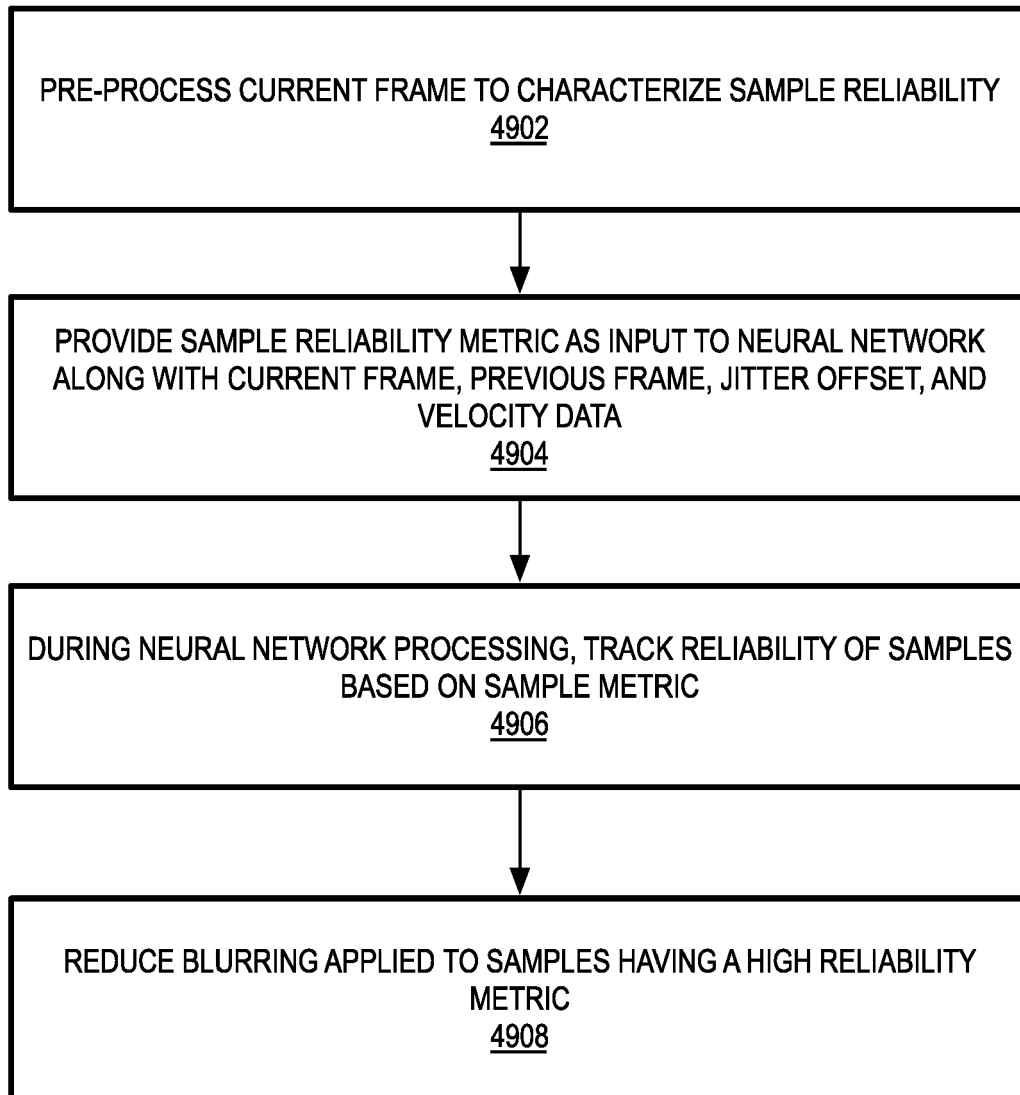 PRE-PROCESS CURRENT FRAME TO CHARACTERIZE SAMPLE RELIABILITY
4902
PROVIDE SAMPLE RELIABILITY METRIC AS INPUT TO NEURAL NETWORK
ALONG WITH CURRENT FRAME, PREVIOUS FRAME, JITTER OFFSET, AND
VELOCITY DATA
4904
DURING NEURAL NETWORK PROCESSING, TRACK RELIABILITY OF SAMPLES
BASED ON SAMPLE METRIC
4906
REDUCE BLURRING APPLIED TO SAMPLES HAVING A HIGH RELIABILITY
METRIC
4908